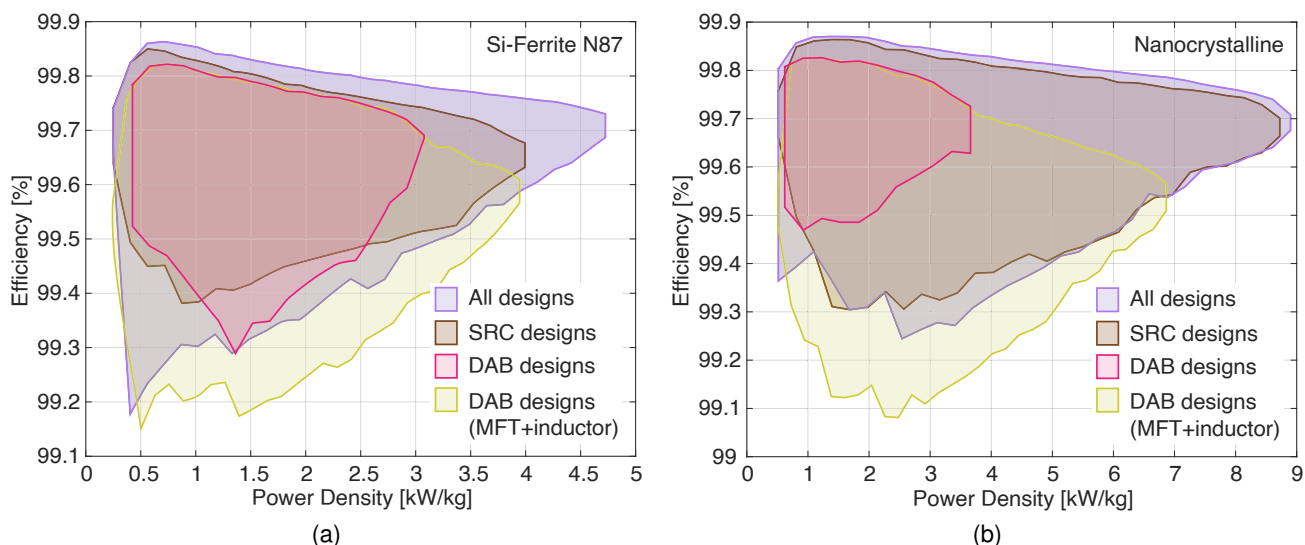 Si-Ferrite N87
Efficiency [%]
99.9
99.8
99.7
99.6
99.5
99.4
99.3
99.2
99.1
All designs
SRC designs
DAB designs
DAB designs
(MFT+inductor)
0 0.5 1 1.5 2 2.5 3 3.5 4 4.5 5
Power Density [kW/kg]
(a)
Nanocrystalline
Efficiency [%]
99.9
99.8
99.7
99.6
99.5
99.4
99.3
99.2
99.1
99
All designs
SRC designs
DAB designs
DAB designs
(MFT+inductor)
0 1 2 3 4 5 6 7 8 9
Power Density [kW/kg]
(b)